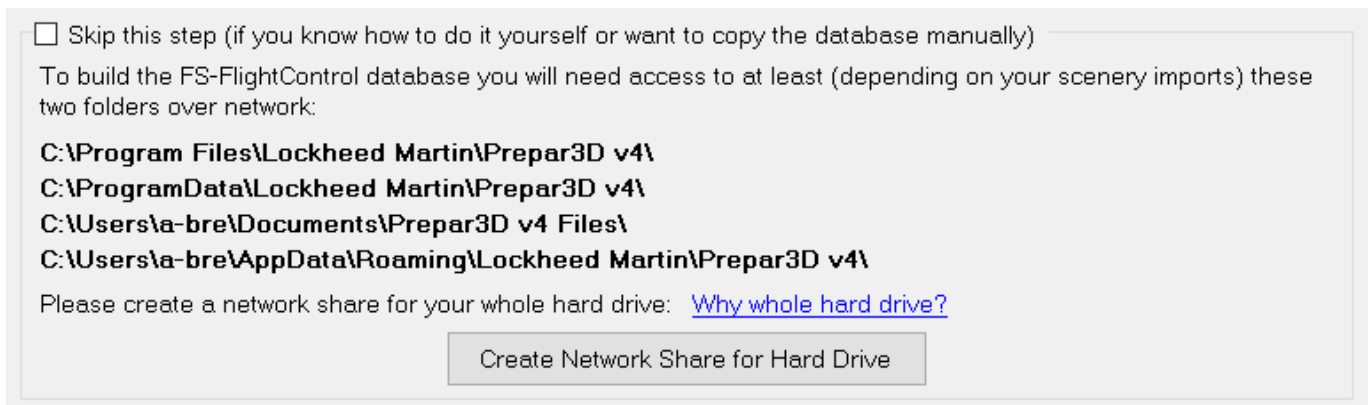 Skip this step (if you know how to do it yourself or want to copy the database manually)
To build the FS-FlightControl database you will need access to at least (depending on your scenery imports) these
two folders over network:
C:\Program Files\Lockheed Martin\Prepar3D v4\
C:\ProgramData\Lockheed Martin\Prepar3D v4\
C:\Users\a-bre\Documents\Prepar3D v4 Files\
C:\Users\a-bre\AppData\Roaming\Lockheed Martin\Prepar3D v4\
Please create a network share for your whole hard drive: Why whole hard drive?
Create Network Share for Hard Drive